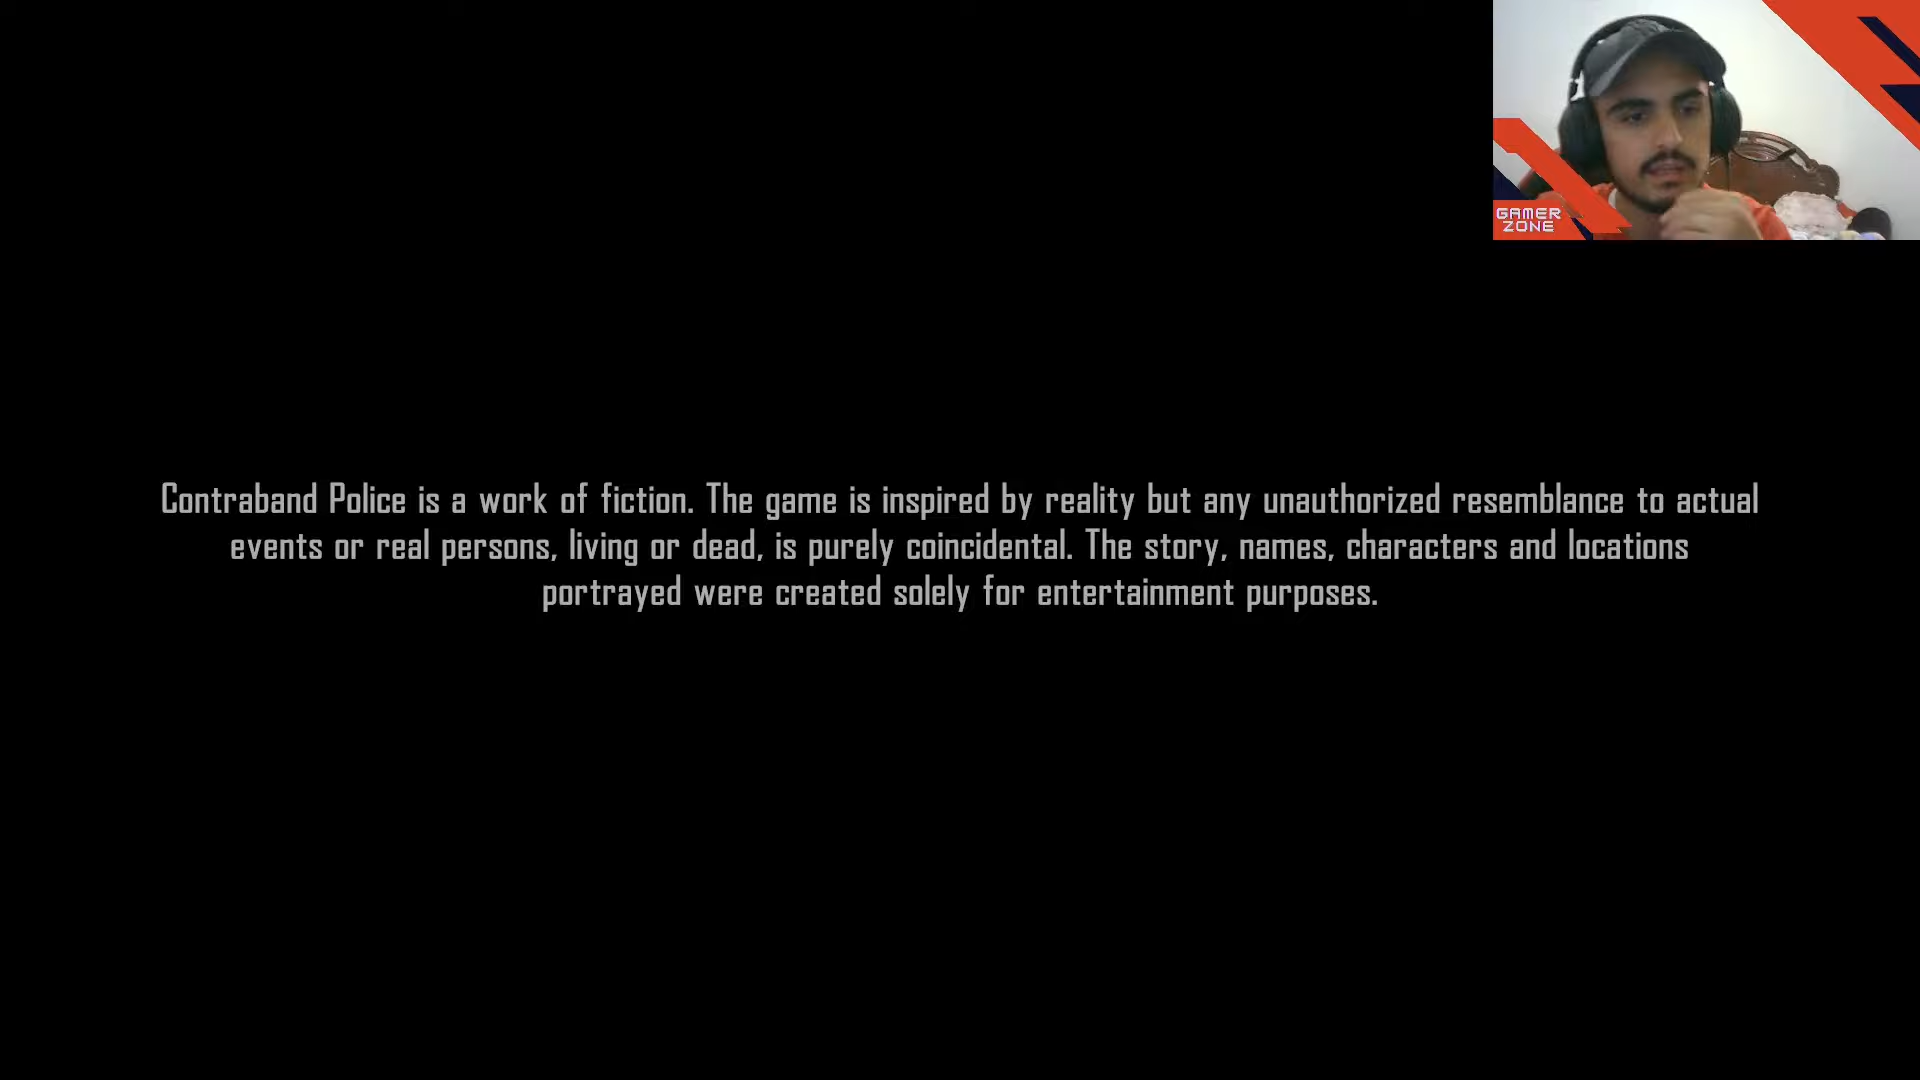 GAMER
ZONE
Contraband Police is a work of fiction. The game is inspired by reality but any unauthorized resemblance to actual
events or real persons, living or dead, is purely coincidental. The story, names, characters and locations
portrayed were created solely for entertainment purposes.